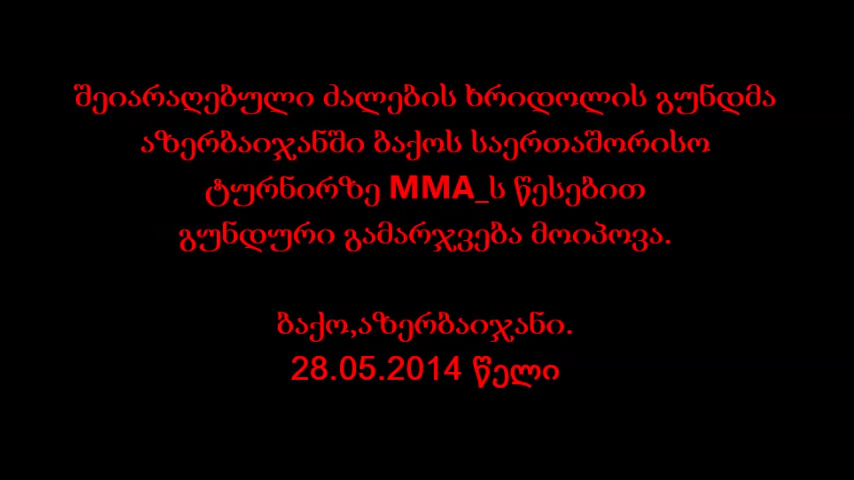 შეიარაღებული ძალების ხრიდოლის გუნდმა
აზერბაიჯანში ბაქოს საერთაშორისო
ტურნირზე MMA_ს წესებით
გუნდური გამარჯვება მოიპოვა.
ბაქო,აზერბაიჯანი.
28.05.2014 წელი